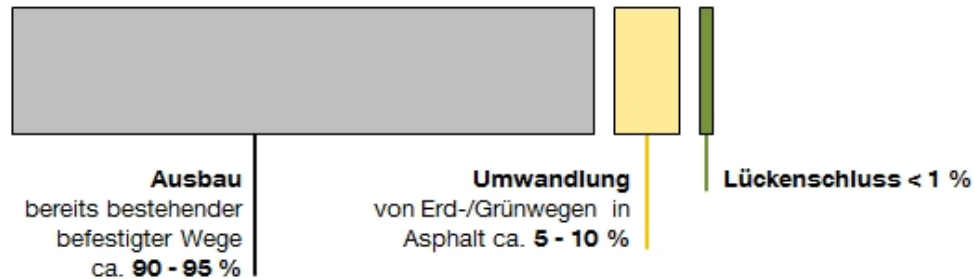 Ausbau
bereits bestehender
befestigter Wege
ca. 90 - 95 %
Umwandlung
von Erd-/Grünwegen in
Asphalt ca. 5 - 10 %
Lückenschluss < 1 %